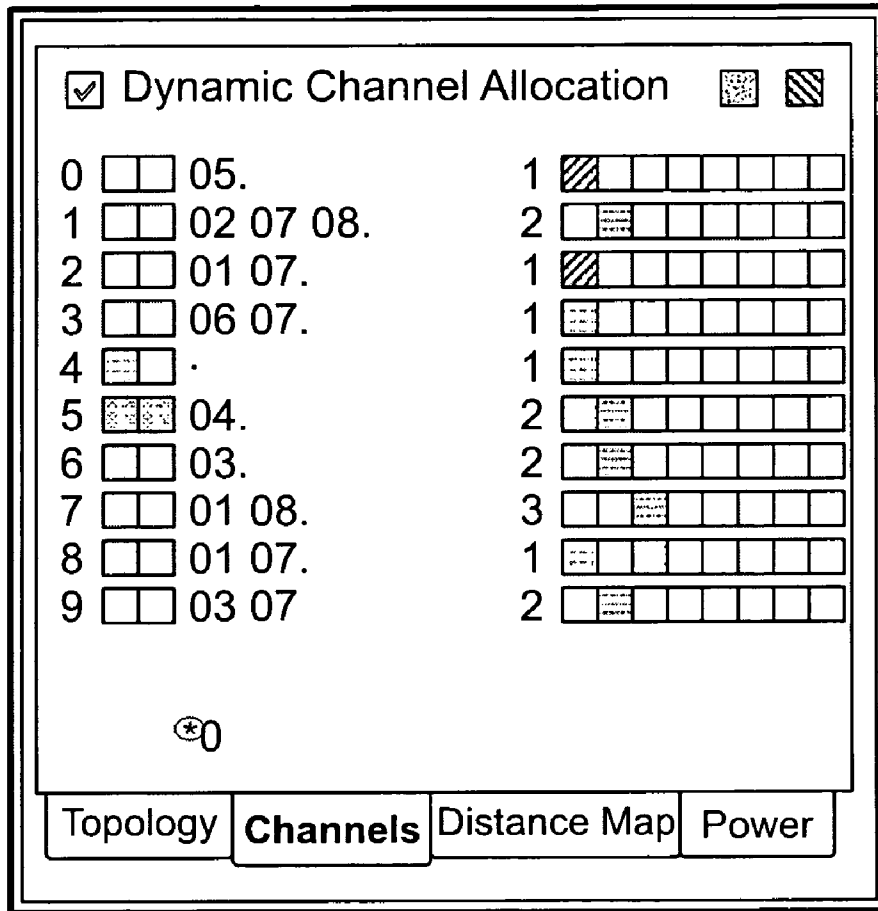 Dynamic Channel Allocation
0 05. 1
1 02 07 08. 2
2 01 07. 1
3 06 07. 1
4 . 1
5 04. 2
6 03. 2
7 01 08. 3
8 01 07. 1
9 03 07 2
*0
Topology Channels Distance Map Power